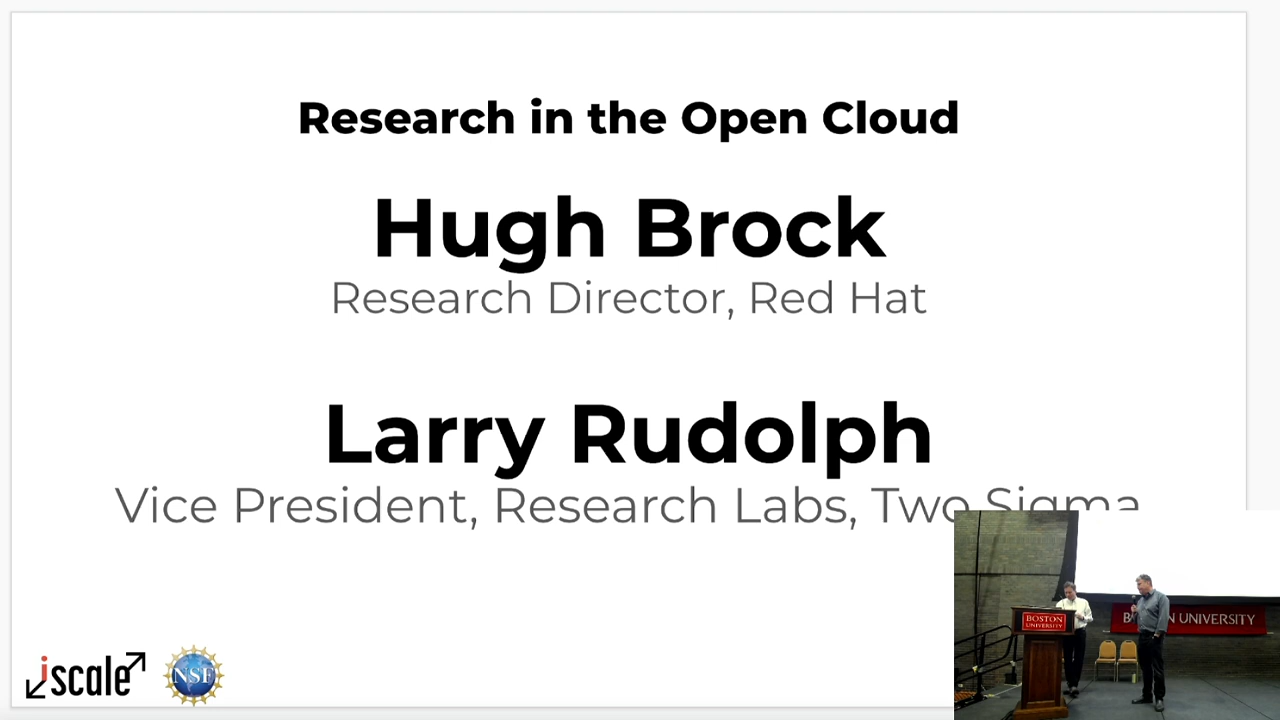 Research in the Open Cloud
Hugh Brock
Research Director, Red Hat
Larry Rudolph
Vice President, Research Labs, Two Sigma
iscale
NSF
BOSTON
UNIVERSITY
UNIVERSITY